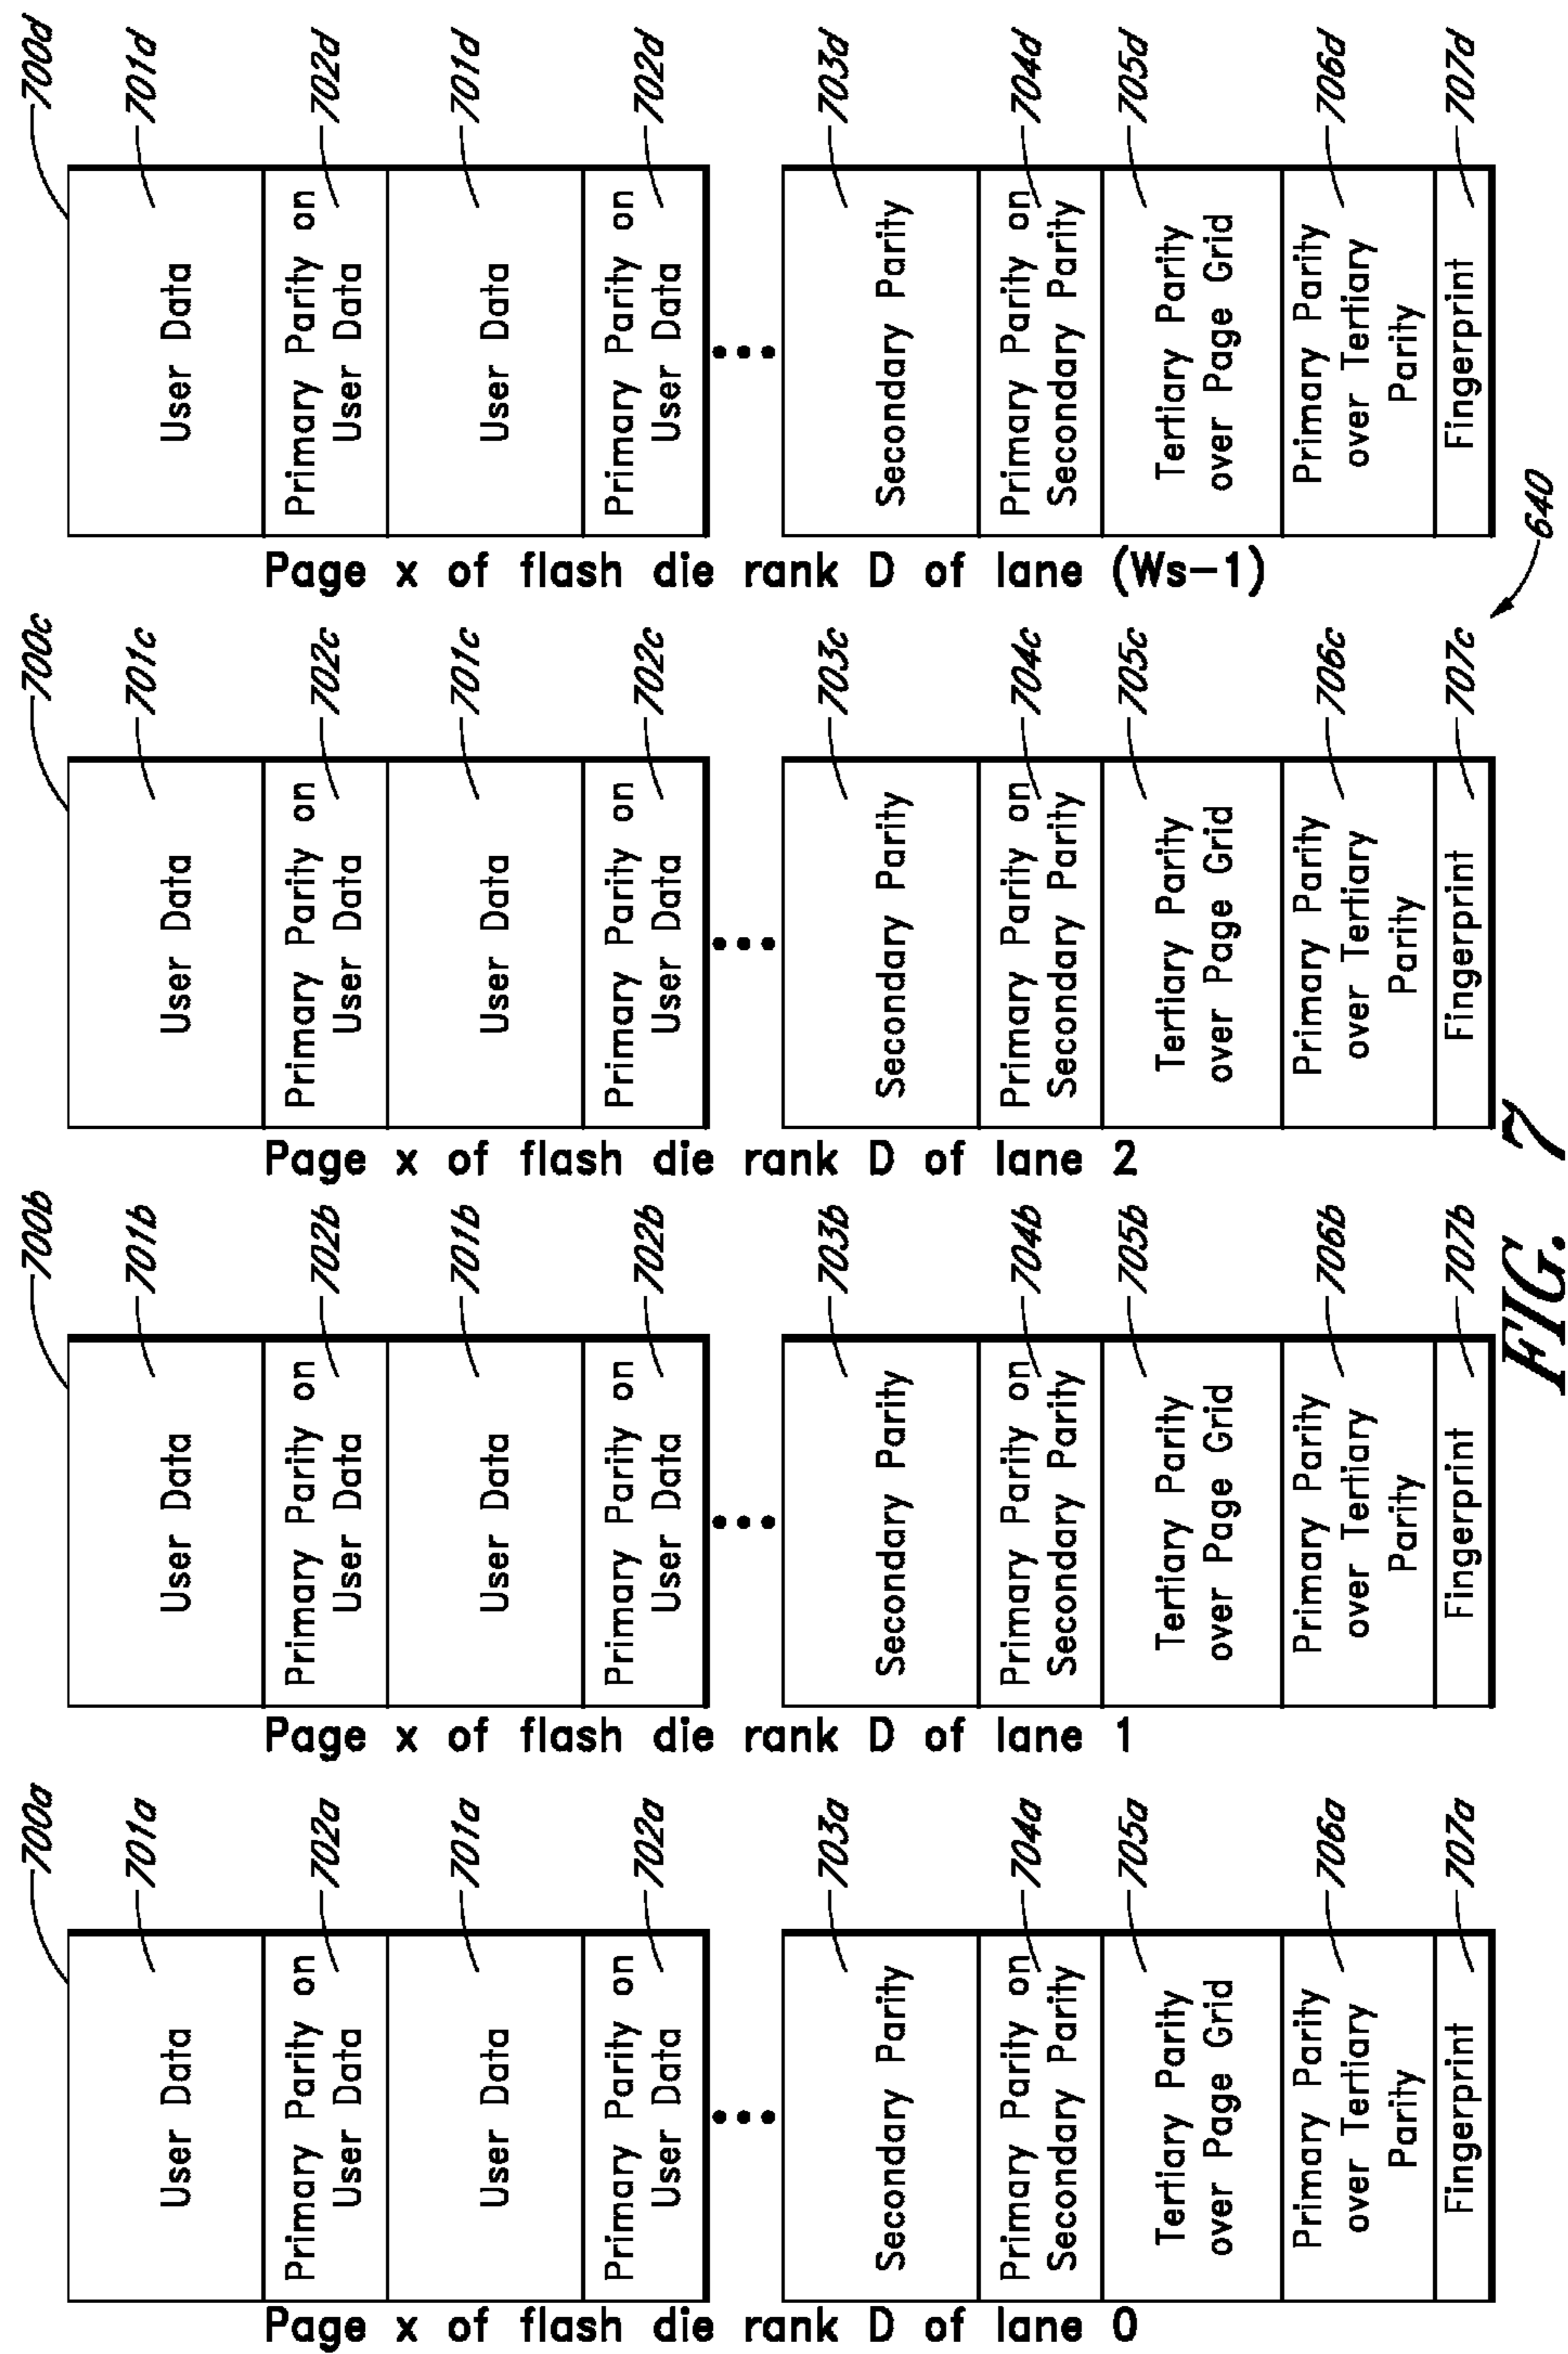 700a
Page x of flash die rank D of lane 0
User Data
701a
Primary Parity on
User Data
702a
User Data
701a
Primary Parity on
User Data
702a
Secondary Parity
703a
Primary Parity on
Secondary Parity
704a
Tertiary Parity
over Page Grid
705a
Primary Parity
over Tertiary
Parity
706a
Fingerprint
707a
700b
Page x of flash die rank D of lane 1
User Data
701b
Primary Parity on
User Data
702b
User Data
701b
Primary Parity on
User Data
702b
Secondary Parity
703b
Primary Parity on
Secondary Parity
704b
Tertiary Parity
over Page Grid
705b
Primary Parity
over Tertiary
Parity
706b
Fingerprint
707b
700c
Page x of flash die rank D of lane 2
User Data
701c
Primary Parity on
User Data
702c
User Data
701c
Primary Parity on
User Data
702c
Secondary Parity
703c
Primary Parity on
Secondary Parity
704c
Tertiary Parity
over Page Grid
705c
Primary Parity
over Tertiary
Parity
706c
Fingerprint
707c
700d
Page x of flash die rank D of lane (Ws-1)
User Data
701d
Primary Parity on
User Data
702d
User Data
701d
Primary Parity on
User Data
702d
Secondary Parity
703d
Primary Parity on
Secondary Parity
704d
Tertiary Parity
over Page Grid
705d
Primary Parity
over Tertiary
Parity
706d
Fingerprint
707d
640
FIG. 7